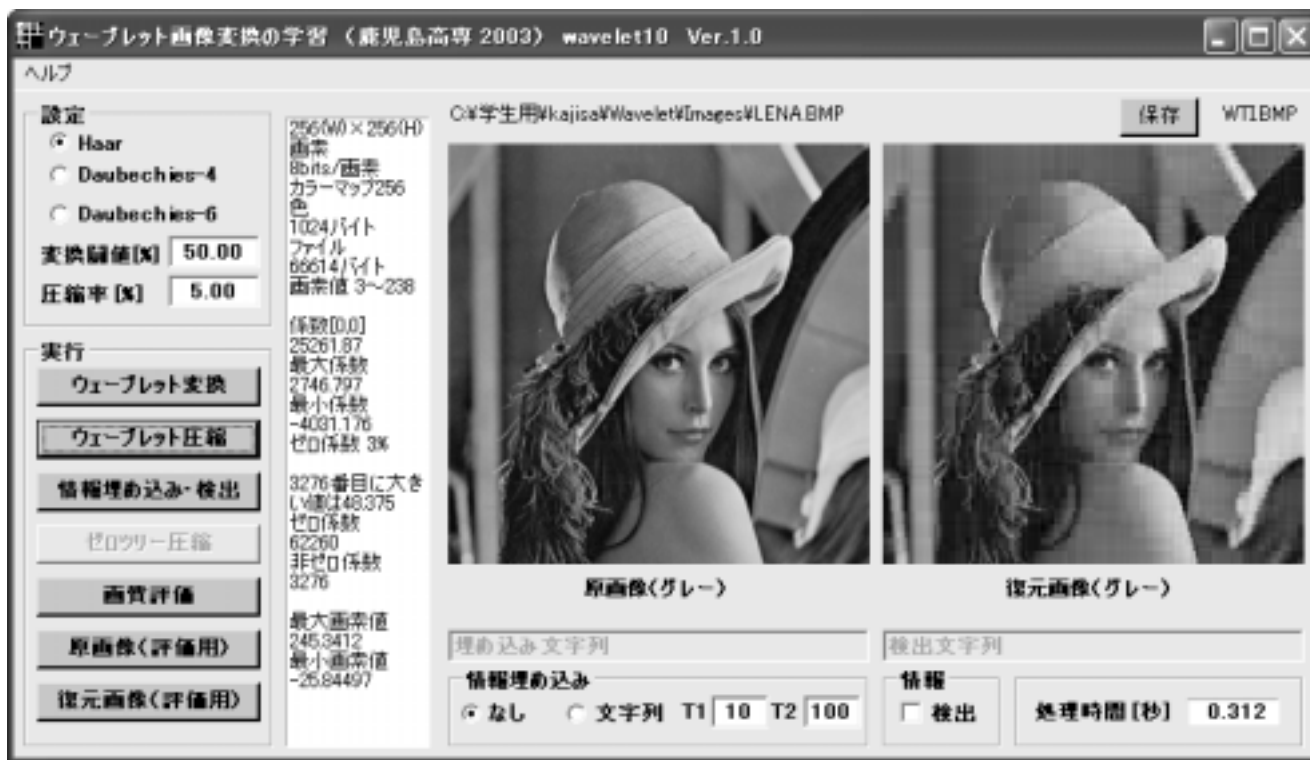 ウェーブレット画像変換の学習 （鹿児島高専 2003） wavelet10 Ver.1.0
ヘルプ
設定
Haar
Daubechies-4
Daubechies-6
変換閾値[%] 50.00
圧縮率 [%] 5.00
実行
ウェーブレット変換
ウェーブレット圧縮
情報埋め込み・検出
ゼロツリー圧縮
画質評価
原画像(評価用)
復元画像(評価用)
256(W)×256(H)
画素
8bits/画素
カラーマップ256
色
1024バイト
ファイル
66614バイト
画素値 3～238
係数[0,0]
25261.87
最大係数
2746.797
最小係数
-4031.176
ゼロ係数 3%
3276番目に大き
い値は48.375
ゼロ係数
62260
非ゼロ係数
3276
最大画素値
245.3412
最小画素値
-25.84497
C:¥学生用¥kajisa¥Wavelet¥Images¥LENA.BMP
保存 WTI.BMP
原画像(グレー)
復元画像(グレー)
埋め込み文字列
検出文字列
情報埋め込み
なし 文字列 T1 10 T2 100
情報
検出
処理時間 [秒] 0.312